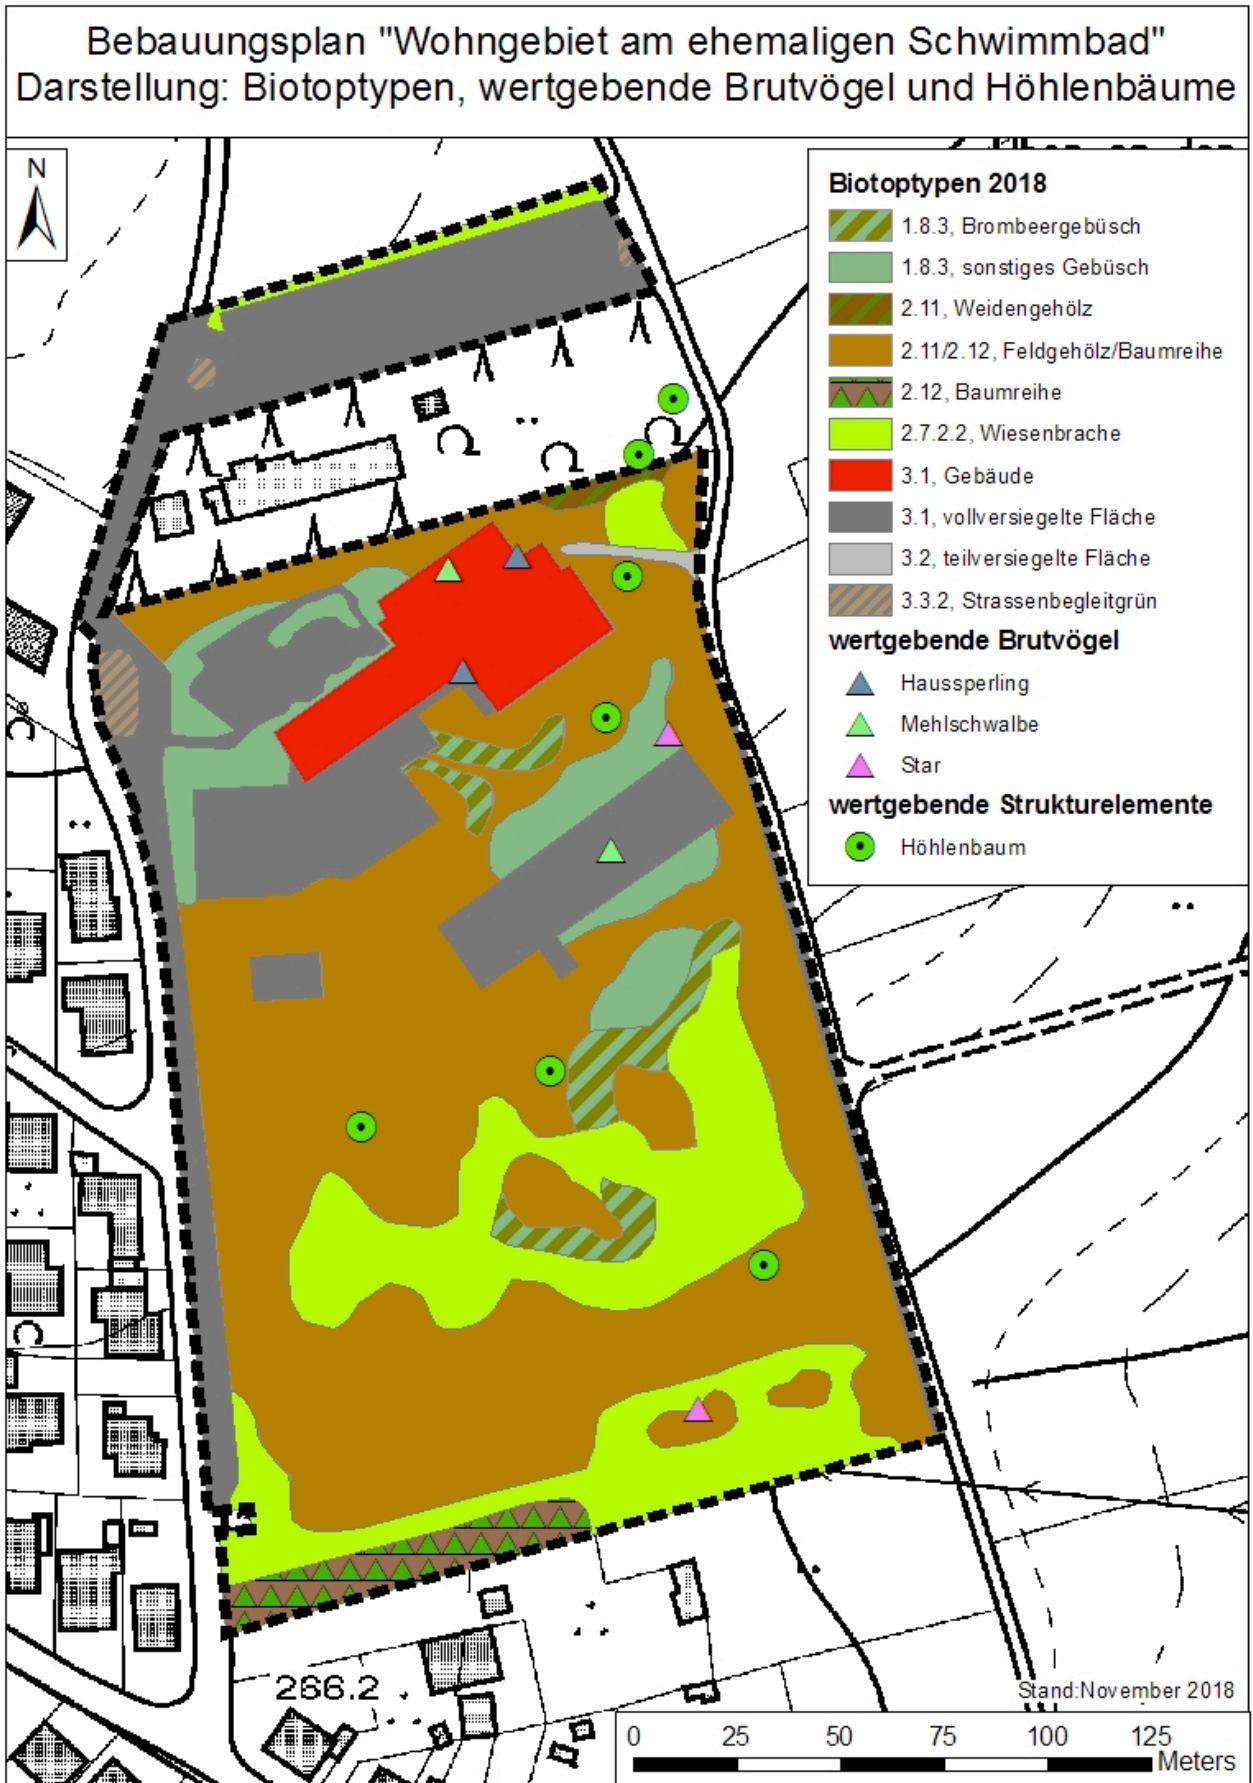 Bebauungsplan "Wohngebiet am ehemaligen Schwimmbad"
Darstellung: Biotoptypen, wertgebende Brutvögel und Höhlenbäume
N
Biotoptypen 2018
1.8.3, Brombeergebüsch
1.8.3, sonstiges Gebüsch
2.11, Weidengehölz
2.11/2.12, Feldgehölz/Baumreihe
2.12, Baumreihe
2.7.2.2, Wiesenbrache
3.1, Gebäude
3.1, vollversiegelte Fläche
3.2, teilversiegelte Fläche
3.3.2, Strassenbegleitgrün
wertgebende Brutvögel
Haussperling
Mehlschwalbe
Star
wertgebende Strukturelemente
Höhlenbaum
266.2
Stand:November 2018
0 25 50 75 100 125
Meters